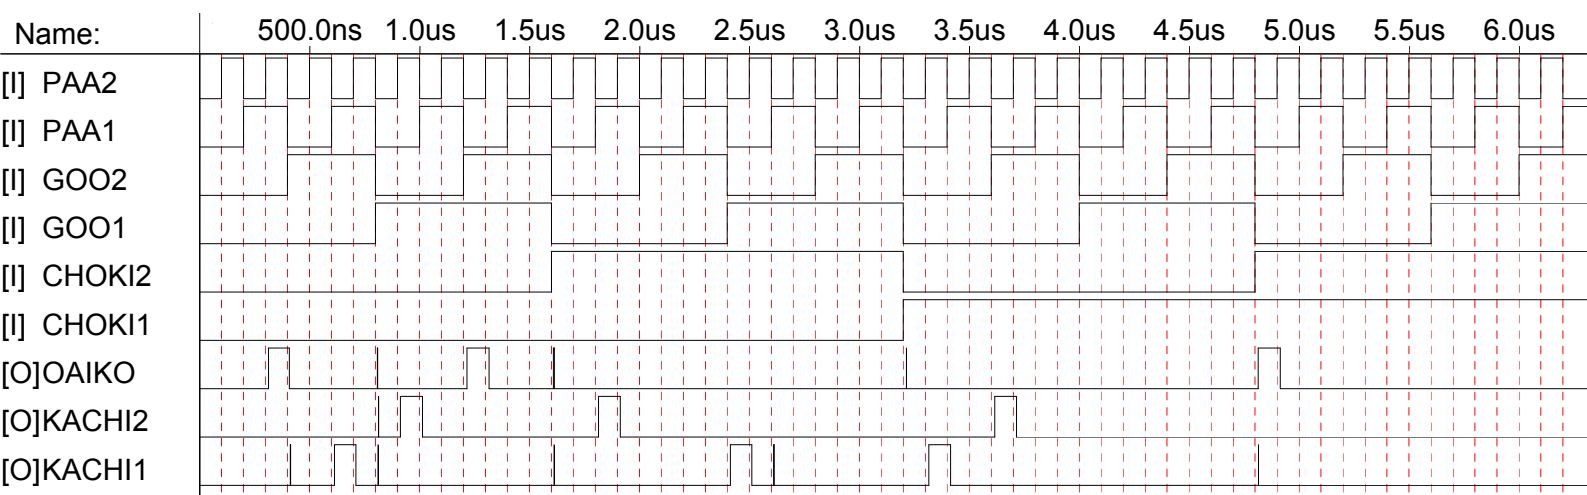 Name: 500.0ns 1.0us 1.5us 2.0us 2.5us 3.0us 3.5us 4.0us 4.5us 5.0us 5.5us 6.0us
[I] PAA2
[I] PAA1
[I] GOO2
[I] GOO1
[I] CHOKI2
[I] CHOKI1
[O]OAIKO
[O]KACHI2
[O]KACHI1